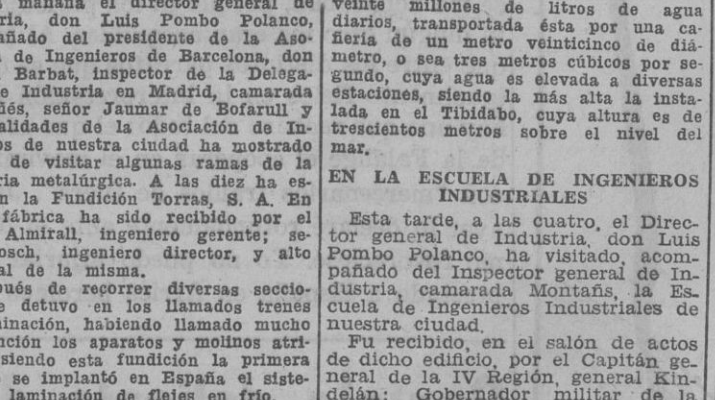 mañana el director general de
ria, don Luis Pombo Polanco,
añado del presidente de la Aso-
de Ingenieros de Barcelona, don
Barbat, inspector de la Delega-
e Industria en Madrid, camarada
ñés, señor Jaumar de Bofarull y
alidades de la Asociación de In-
os de nuestra ciudad ha mostrado
de visitar algunas ramas de la
ria metalúrgica. A las diez ha es-
n la Fundición Torras, S. A. En
fábrica ha sido recibido por el
Almirall, ingeniero gerente; se-
osch, ingeniero director, y alto
al de la misma.
pués de recorrer diversas seccio-
e detuvo en los llamados trenes
minación, habiendo llamado mucho
nción los aparatos y molinos atri-
siendo esta fundición la primera
se implantó en España el siste-
laminación de flejes en frío.
veinte millones de litros de agua
diarios, transportada ésta por una ca-
ñería de un metro veinticinco de diá-
metro, o sea tres metros cúbicos por se-
gundo, cuya agua es elevada a diversas
estaciones, siendo la más alta la insta-
lada en el Tibidabo, cuya altura es de
trescientos metros sobre el nivel del
mar.
EN LA ESCUELA DE INGENIEROS
INDUSTRIALES
Esta tarde, a las cuatro, el Direc-
tor general de Industria, don Luis
Pombo Polanco, ha visitado, acom-
pañado del Inspector general de In-
dustria, camarada Montañs, la Es-
cuela de Ingenieros Industriales de
nuestra ciudad.
Fu recibido, en el salón de actos
de dicho edificio, por el Capitán ge-
neral de la IV Región, general Kin-
delán; Gobernador militar de la